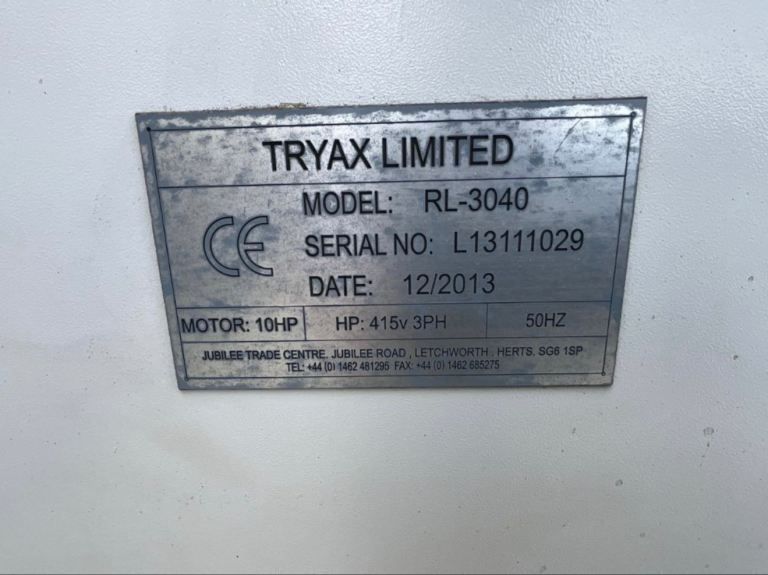 TRYAX LIMITED
CE
MODEL: RL-3040
SERIAL NO: L13111029
DATE: 12/2013
MOTOR: 10HP HP: 415v 3PH 50HZ
JUBILEE TRADE CENTRE. JUBILEE ROAD , LETCHWORTH . HERTS. SG6 1SP
TEL: +44 (0) 1462 481295 FAX: +44 (0) 1462 685275